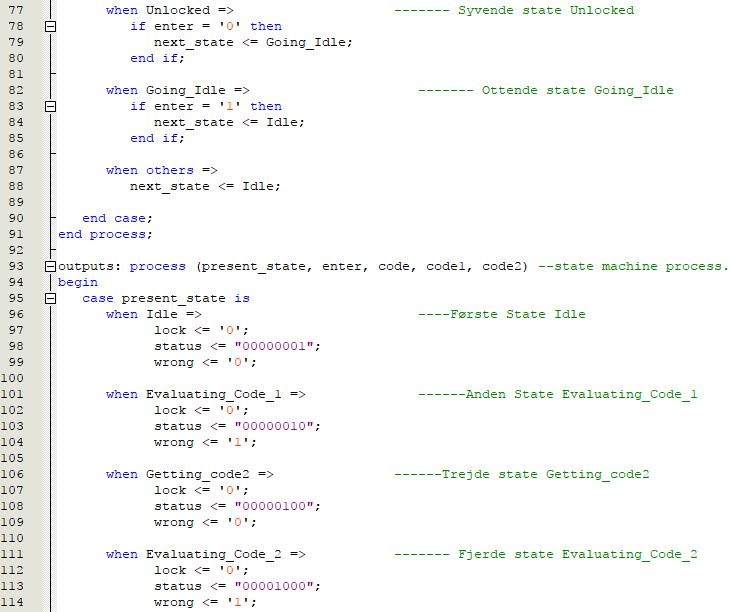 77 when Unlocked => ------- Syvende state Unlocked
78 if enter = '0' then
79 next_state <= Going_Idle;
80 end if;
81
82 when Going_Idle => ------- Ottende state Going_Idle
83 if enter = '1' then
84 next_state <= Idle;
85 end if;
86
87 when others =>
88 next_state <= Idle;
89
90 end case;
91 end process;
92
93 outputs: process (present_state, enter, code, code1, code2) --state machine process.
94 begin
95 case present_state is
96 when Idle => ----Første State Idle
97 lock <= '0';
98 status <= "00000001";
99 wrong <= '0';
100
101 when Evaluating_Code_1 => ------Anden State Evaluating_Code_1
102 lock <= '0';
103 status <= "00000010";
104 wrong <= '1';
105
106 when Getting_code2 => ------Trejde state Getting_code2
107 lock <= '0';
108 status <= "00000100";
109 wrong <= '0';
110
111 when Evaluating_Code_2 => ------- Fjerde state Evaluating_Code_2
112 lock <= '0';
113 status <= "00001000";
114 wrong <= '1';